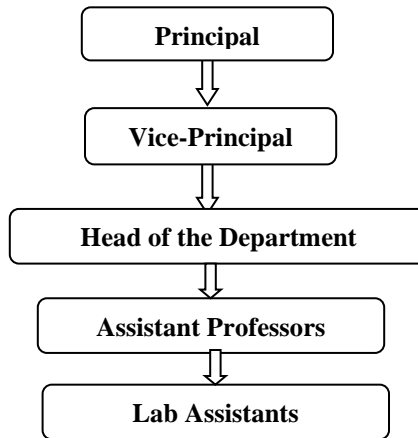 Principal
Vice-Principal
Head of the Department
Assistant Professors
Lab Assistants